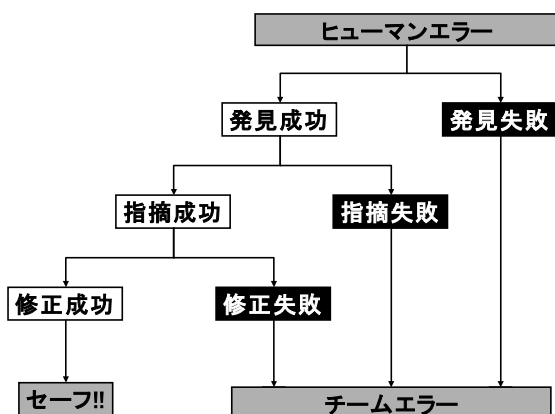 ヒューマンエラー
発見成功
発見失敗
指摘成功
指摘失敗
修正成功
修正失敗
セーフ!!
チームエラー